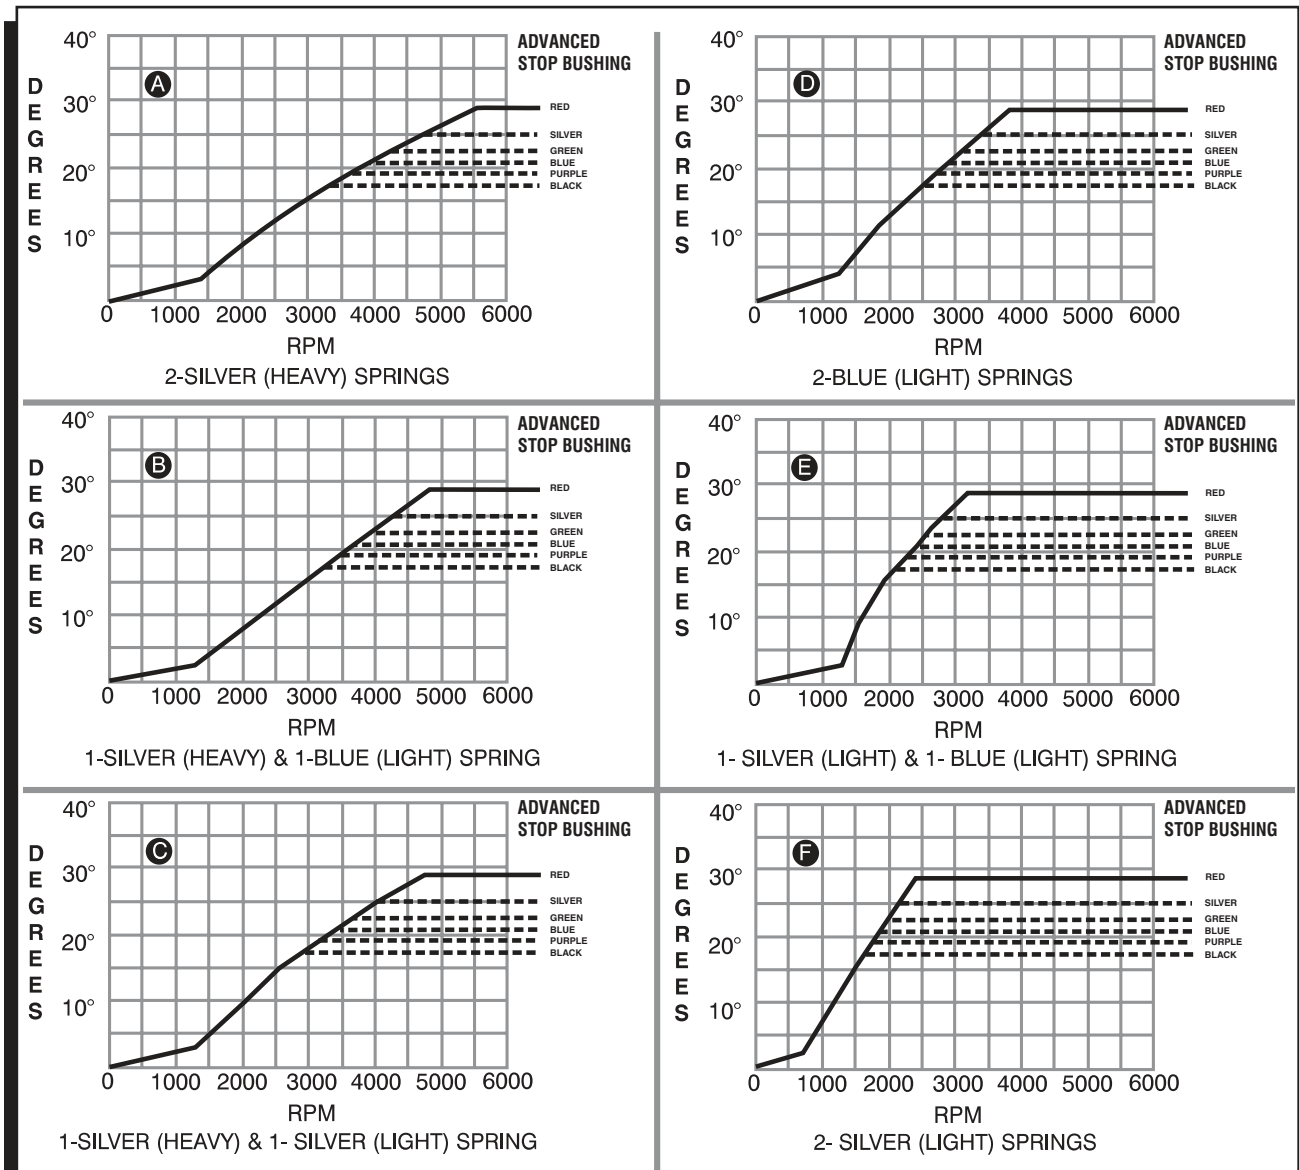 40°
ADVANCED
STOP BUSHING
A
30°
20°
10°
DEGREES
RED
SILVER
GREEN
BLUE
PURPLE
BLACK
0 1000 2000 3000 4000 5000 6000
RPM
2-SILVER (HEAVY) SPRINGS
40°
ADVANCED
STOP BUSHING
D
30°
20°
10°
DEGREES
RED
SILVER
GREEN
BLUE
PURPLE
BLACK
0 1000 2000 3000 4000 5000 6000
RPM
2-BLUE (LIGHT) SPRINGS
40°
ADVANCED
STOP BUSHING
B
30°
20°
10°
DEGREES
RED
SILVER
GREEN
BLUE
PURPLE
BLACK
0 1000 2000 3000 4000 5000 6000
RPM
1-SILVER (HEAVY) & 1-BLUE (LIGHT) SPRING
40°
ADVANCED
STOP BUSHING
E
30°
20°
10°
DEGREES
RED
SILVER
GREEN
BLUE
PURPLE
BLACK
0 1000 2000 3000 4000 5000 6000
RPM
1- SILVER (LIGHT) & 1- BLUE (LIGHT) SPRING
40°
ADVANCED
STOP BUSHING
C
30°
20°
10°
DEGREES
RED
SILVER
GREEN
BLUE
PURPLE
BLACK
0 1000 2000 3000 4000 5000 6000
RPM
1-SILVER (HEAVY) & 1- SILVER (LIGHT) SPRING
40°
ADVANCED
STOP BUSHING
F
30°
20°
10°
DEGREES
RED
SILVER
GREEN
BLUE
PURPLE
BLACK
0 1000 2000 3000 4000 5000 6000
RPM
2- SILVER (LIGHT) SPRINGS